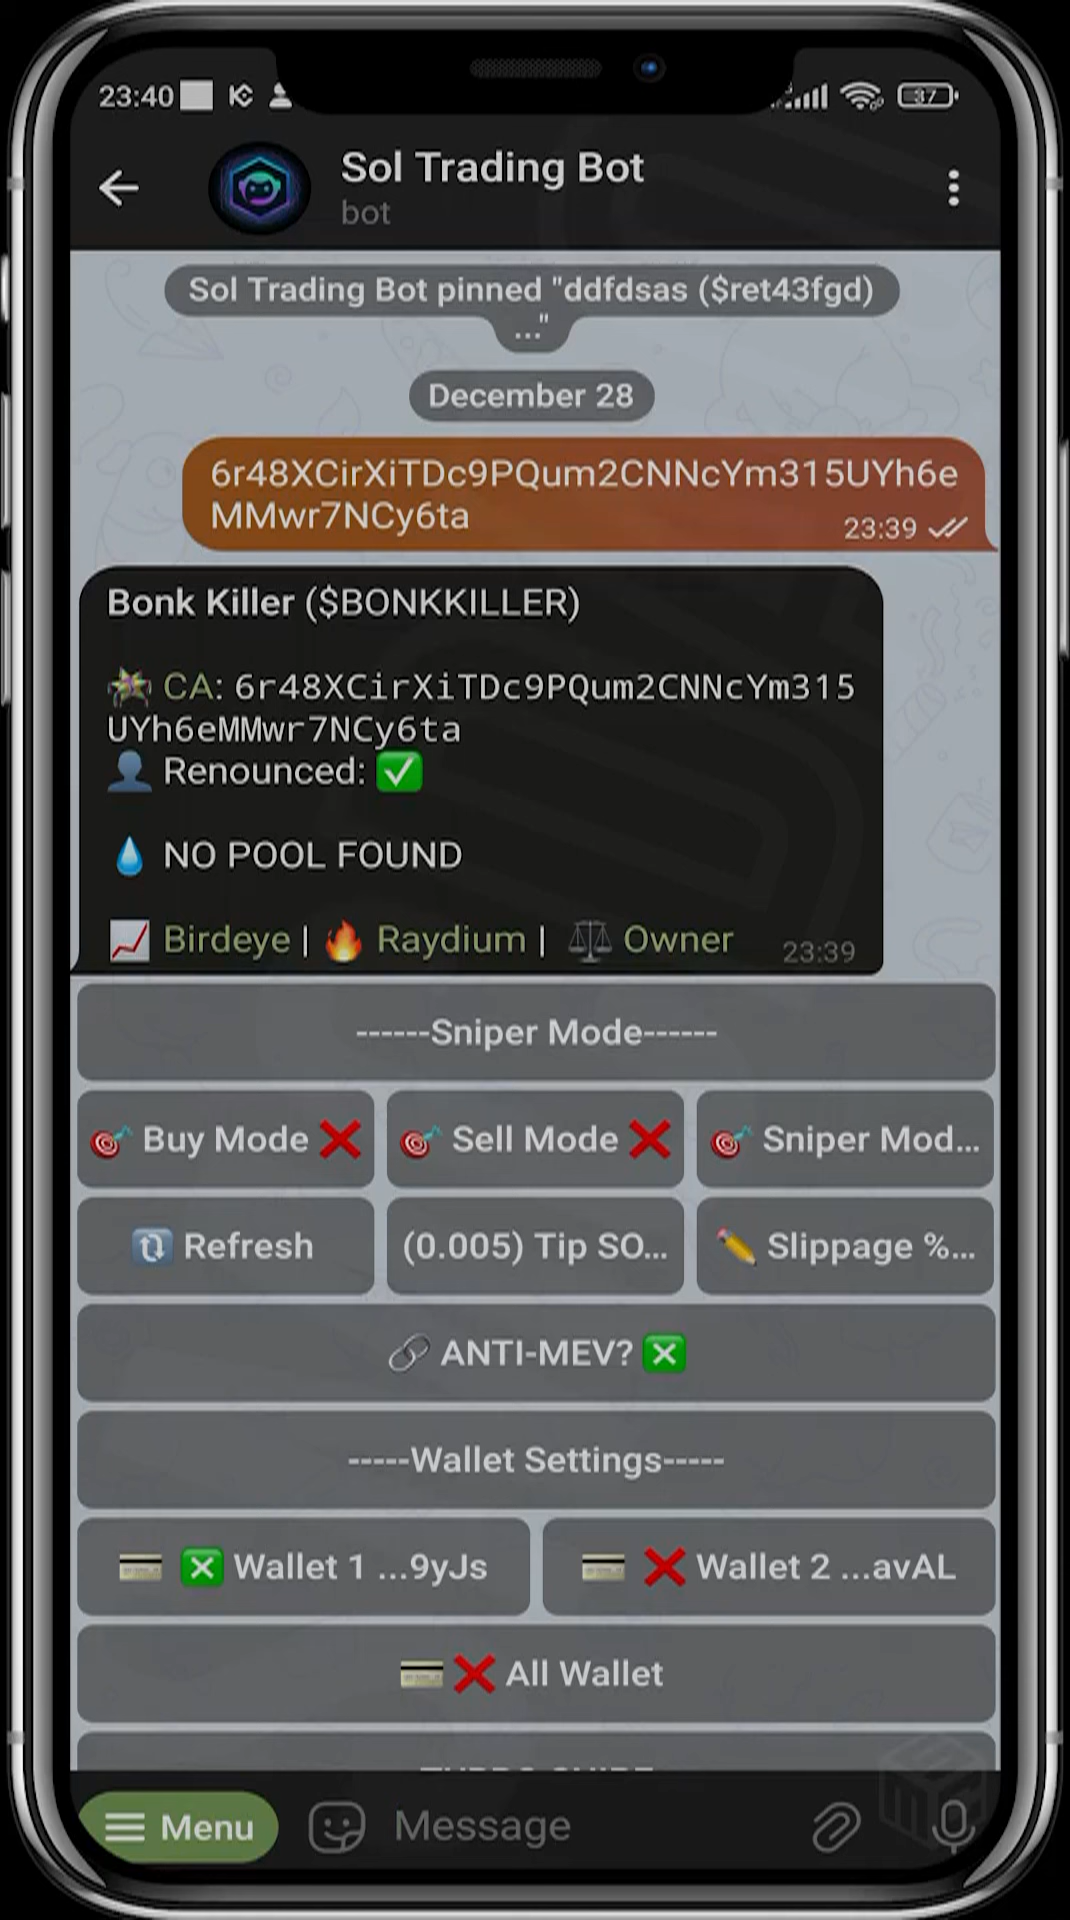 23:40
37
Sol Trading Bot
bot
Sol Trading Bot pinned "ddfdsas ($ret43fgd)
..."
December 28
6r48XCirXiTDc9PQum2CNNcYm315UYh6e
MMwr7NCy6ta
23:39
Bonk Killer ($BONKKILLER)
CA: 6r48XCirXiTDc9PQum2CNNcYm315
UYh6eMMwr7NCy6ta
Renounced:
NO POOL FOUND
Birdeye | Raydium | Owner
23:39
------Sniper Mode------
Buy Mode Sell Mode Sniper Mod...
Refresh (0.005) Tip SO... Slippage %...
ANTI-MEV?
-----Wallet Settings-----
Wallet 1 ...9yJs Wallet 2 ...avAL
All Wallet
Menu Message